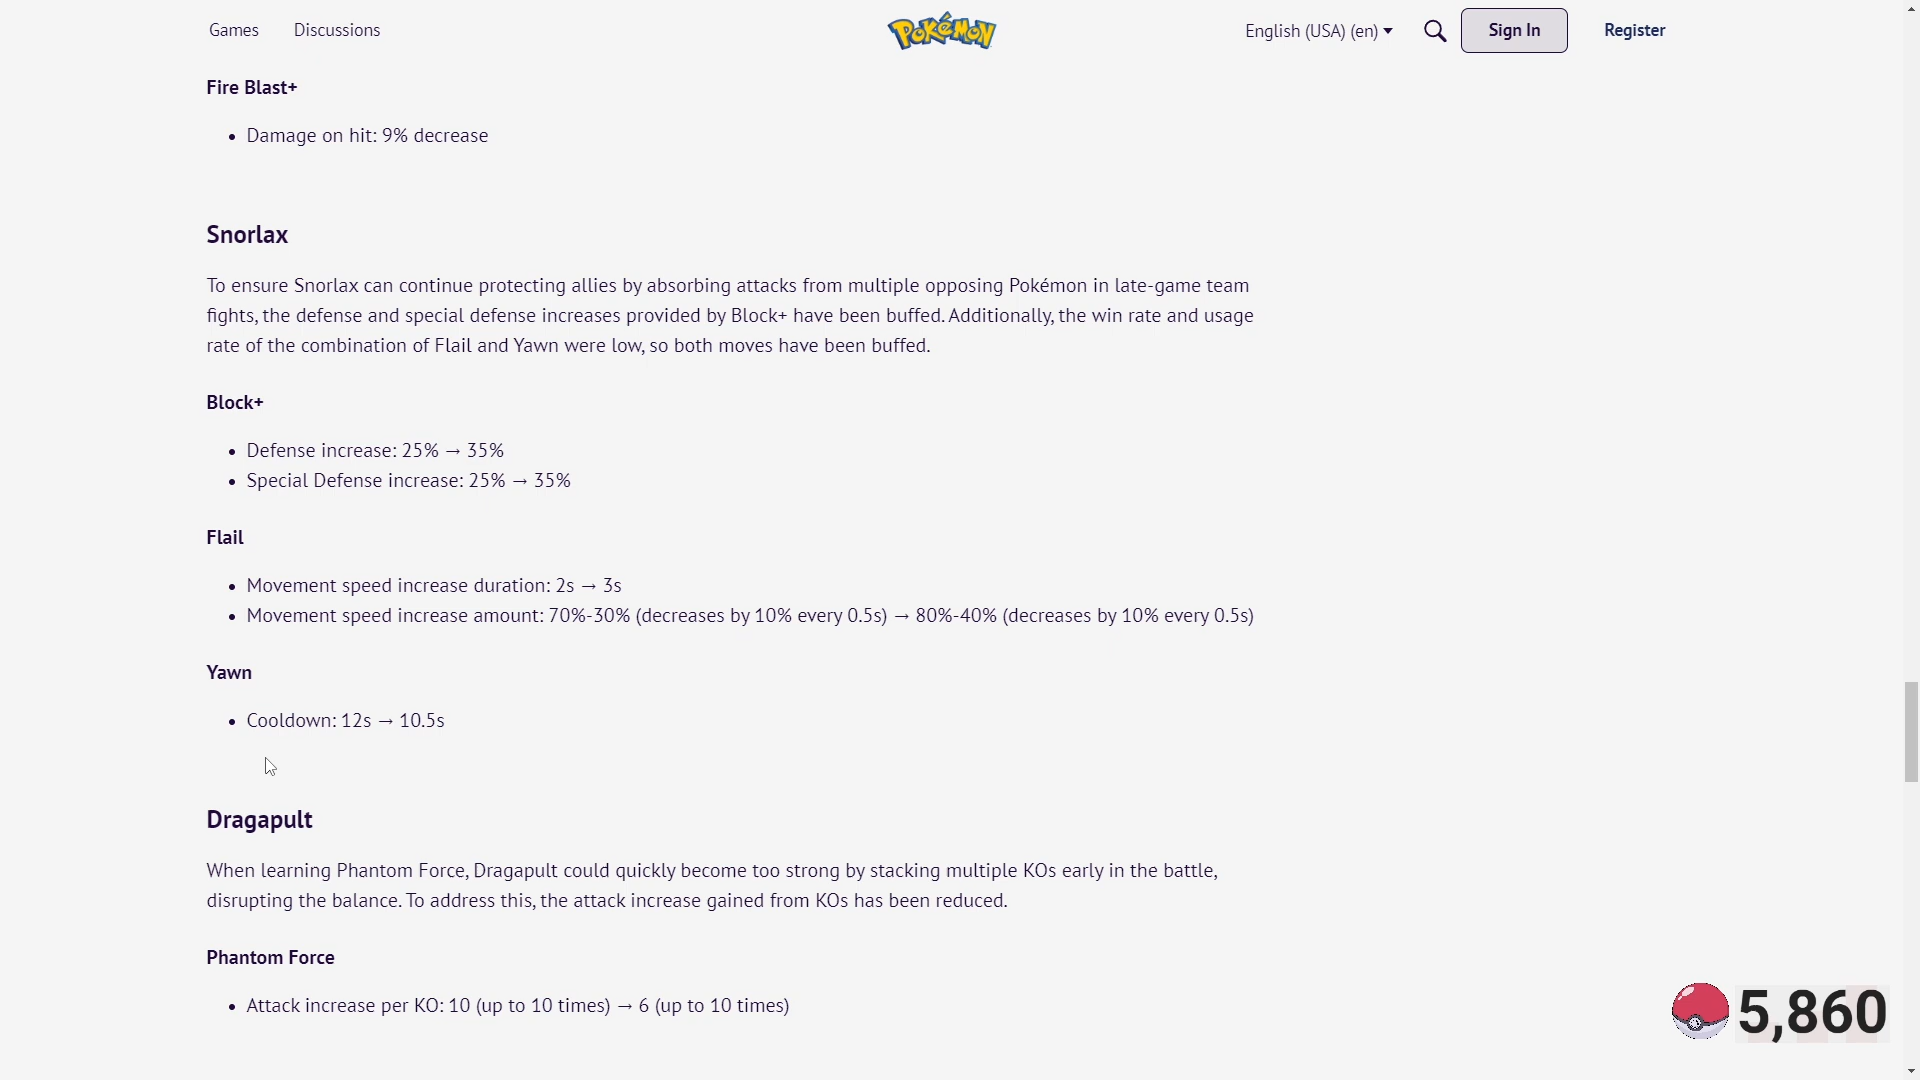 Games
Discussions
POKéMON
English (USA) (en)
Sign In
Register
Fire Blast+
• Damage on hit: 9% decrease
Snorlax
To ensure Snorlax can continue protecting allies by absorbing attacks from multiple opposing Pokémon in late-game team
fights, the defense and special defense increases provided by Block+ have been buffed. Additionally, the win rate and usage
rate of the combination of Flail and Yawn were low, so both moves have been buffed.
Block+
• Defense increase: 25% → 35%
• Special Defense increase: 25% → 35%
Flail
• Movement speed increase duration: 2s → 3s
• Movement speed increase amount: 70%-30% (decreases by 10% every 0.5s) → 80%-40% (decreases by 10% every 0.5s)
Yawn
• Cooldown: 12s → 10.5s
Dragapult
When learning Phantom Force, Dragapult could quickly become too strong by stacking multiple KOs early in the battle,
disrupting the balance. To address this, the attack increase gained from KOs has been reduced.
Phantom Force
• Attack increase per KO: 10 (up to 10 times) → 6 (up to 10 times)
5,860